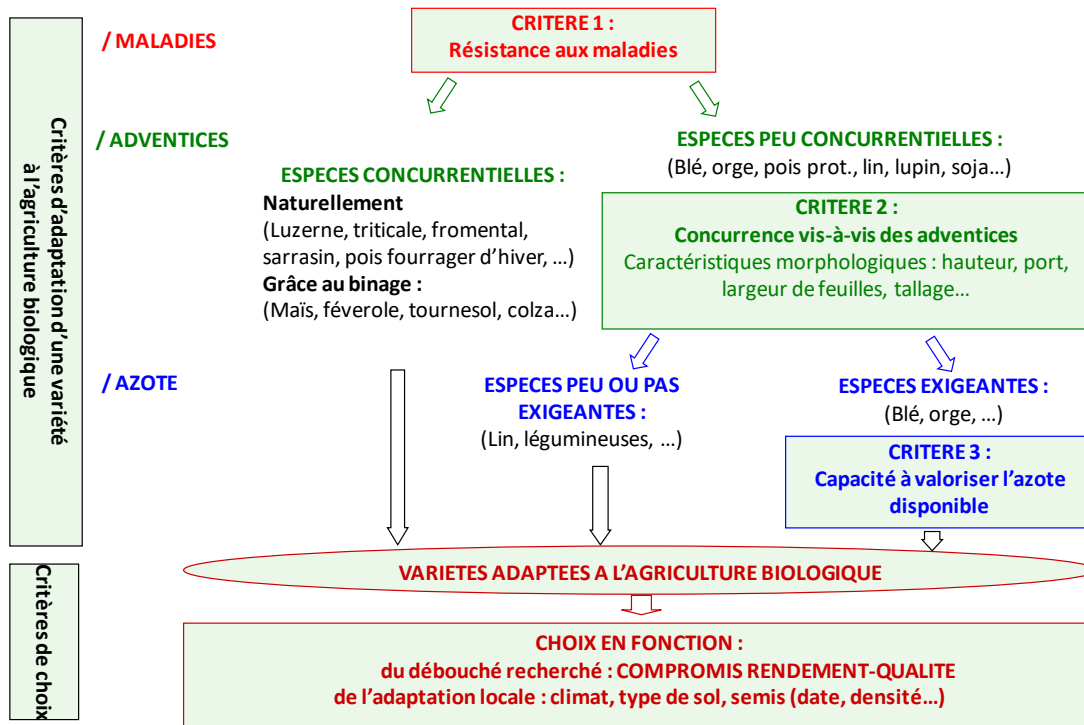 Critères d'adaptation d'une variété
à l'agriculture biologique
/ MALADIES
CRITERE 1 :
Résistance aux maladies
/ ADVENTICES
ESPECES CONCURRENTIELLES :
Naturellement
(Luzerne, triticale, fromental,
sarrasin, pois fourrager d'hiver, …)
Grâce au binage :
(Maïs, féverole, tournesol, colza…)
ESPECES PEU CONCURRENTIELLES :
(Blé, orge, pois prot., lin, lupin, soja…)
CRITERE 2 :
Concurrence vis-à-vis des adventices
Caractéristiques morphologiques : hauteur, port,
largeur de feuilles, tallage…
/ AZOTE
ESPECES PEU OU PAS
EXIGEANTES :
(Lin, légumineuses, …)
ESPECES EXIGEANTES :
(Blé, orge, …)
CRITERE 3 :
Capacité à valoriser l'azote
disponible
VARIETES ADAPTEES A L'AGRICULTURE BIOLOGIQUE
Critères de choix
CHOIX EN FONCTION :
du débouché recherché : COMPROMIS RENDEMENT-QUALITE
de l'adaptation locale : climat, type de sol, semis (date, densité…)